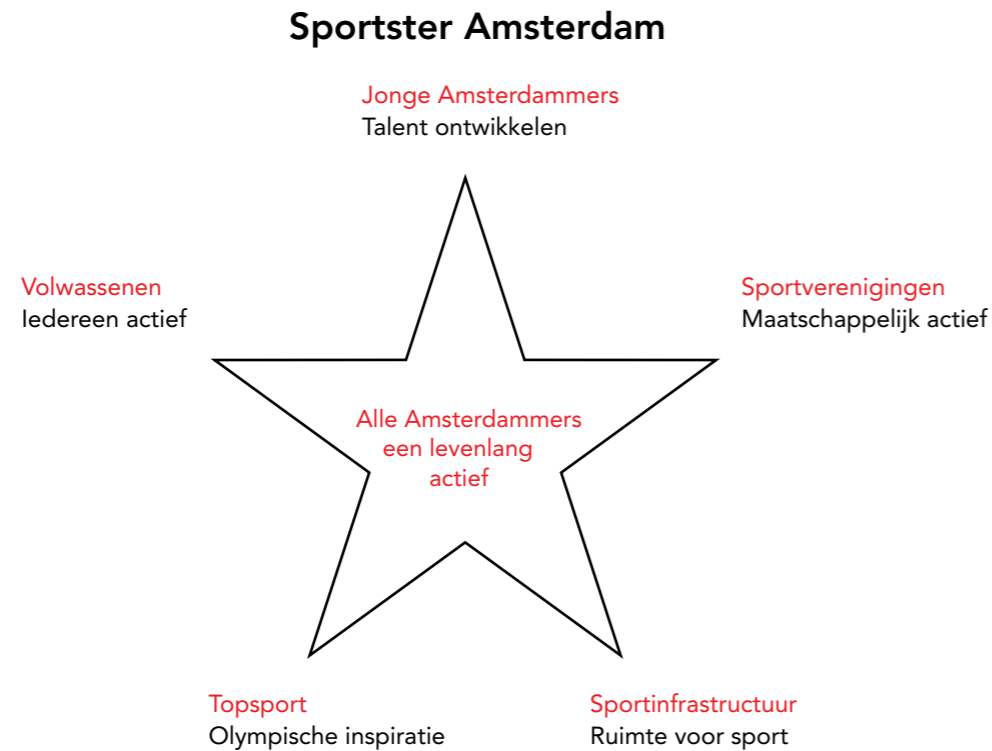 Sportster Amsterdam
Jonge Amsterdammers
Talent ontwikkelen
Volwassenen
Iedereen actief
Sportverenigingen
Maatschappelijk actief
Alle Amsterdammers
een levenlang
actief
Topsport
Olympische inspiratie
Sportinfrastructuur
Ruimte voor sport